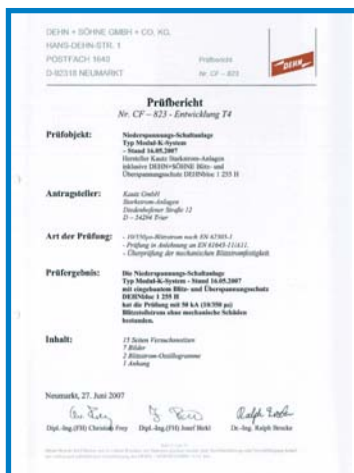 DEHN + SÖHNE GMBH + CO. KG.
HANS-DEHN-STR. 1
POSTFACH 1640
D-92318 NEUMARKT
Prüfbericht
Nr. CF – 823
DEHN
Prüfbericht
Nr. CF – 823 - Entwicklung T4
Prüfobjekt:
Niederspannungs-Schaltanlage
Typ Modul-K-System
- Stand 16.05.2007
Hersteller Kautz Starkstrom-Anlagen
inklusive DEHN+SÖHNE Blitz- und
Überspannungsschutz DEHNbloc 1 255 H
Antragsteller:
Kautz GmbH
Starkstrom-Anlagen
Diedenhofener Straße 12
D – 54294 Trier
Art der Prüfung:
- 10/350µs-Blitzstrom nach EN 62305-1
- Prüfung in Anlehnung an EN 61643-11/A11.
- Überprüfung der mechanischen Blitzstromfestigkeit
Prüfergebnis:
Die Niederspannungs-Schaltanlage
Typ Modul-K-System - Stand 16.05.2007
mit eingebautem Blitz- und Überspannungsschutz
DEHNbloc 1 255 H
hat die Prüfung mit 50 kA (10/350 µs)
Blitzstoßstrom ohne mechanische Schäden
bestanden.
Inhalt:
15 Seiten Versuchsnotizen
7 Bilder
2 Blitzstrom-Oszillogramme
1 Anhang
Neumarkt, 27. Juni 2007
Dipl.-Ing.(FH) Christian Frey Dipl.-Ing.(FH) Josef Birkl Dr.-Ing. Ralph Brocke